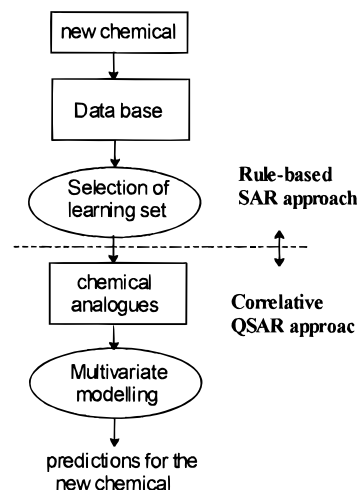 new chemical
Data base
Selection of
learning set
Rule-based
SAR approach
chemical
analogues
Correlative
QSAR approac
Multivariate
modelling
predictions for the
new chemical